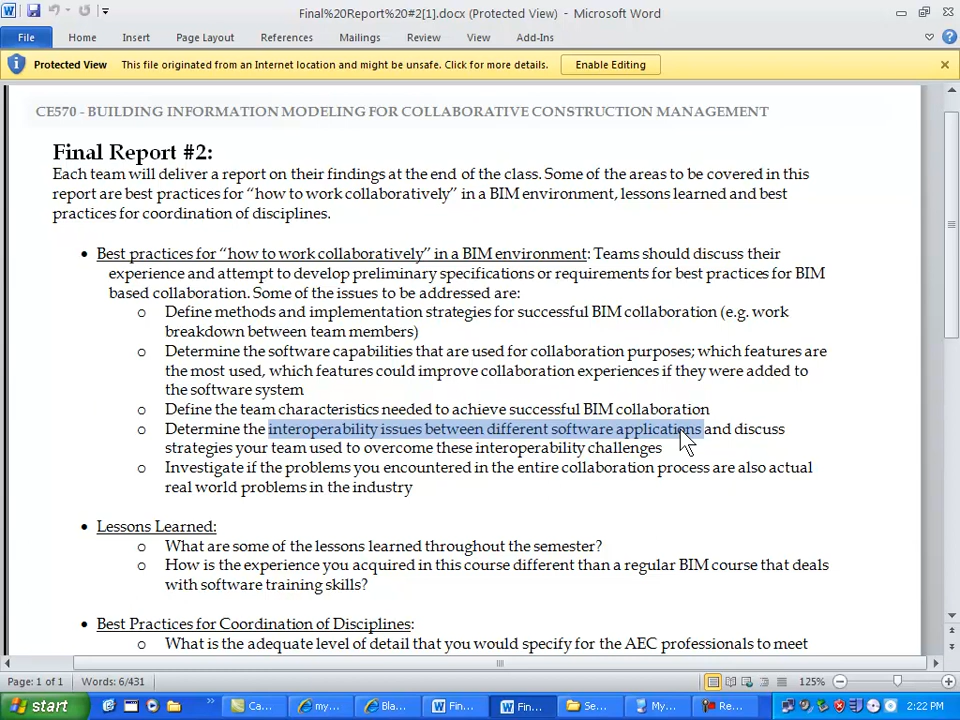 Final%20Report%20#2[1].docx (Protected View) - Microsoft Word
File Home Insert Page Layout References Mailings Review View Add-Ins
Protected View This file originated from an Internet location and might be unsafe. Click for more details. Enable Editing
CE570 - BUILDING INFORMATION MODELING FOR COLLABORATIVE CONSTRUCTION MANAGEMENT
Final Report #2:
Each team will deliver a report on their findings at the end of the class. Some of the areas to be covered in this
report are best practices for “how to work collaboratively” in a BIM environment, lessons learned and best
practices for coordination of disciplines.
• Best practices for “how to work collaboratively” in a BIM environment: Teams should discuss their
experience and attempt to develop preliminary specifications or requirements for best practices for BIM
based collaboration. Some of the issues to be addressed are:
o Define methods and implementation strategies for successful BIM collaboration (e.g. work
breakdown between team members)
o Determine the software capabilities that are used for collaboration purposes; which features are
the most used, which features could improve collaboration experiences if they were added to
the software system
o Define the team characteristics needed to achieve successful BIM collaboration
o Determine the interoperability issues between different software applications and discuss
strategies your team used to overcome these interoperability challenges
o Investigate if the problems you encountered in the entire collaboration process are also actual
real world problems in the industry
• Lessons Learned:
o What are some of the lessons learned throughout the semester?
o How is the experience you acquired in this course different than a regular BIM course that deals
with software training skills?
• Best Practices for Coordination of Disciplines:
o What is the adequate level of detail that you would specify for the AEC professionals to meet
Page: 1 of 1 Words: 6/431 125%
start Ca... my... Bla... Fin... Fin... Se... My... Re... 2:22 PM